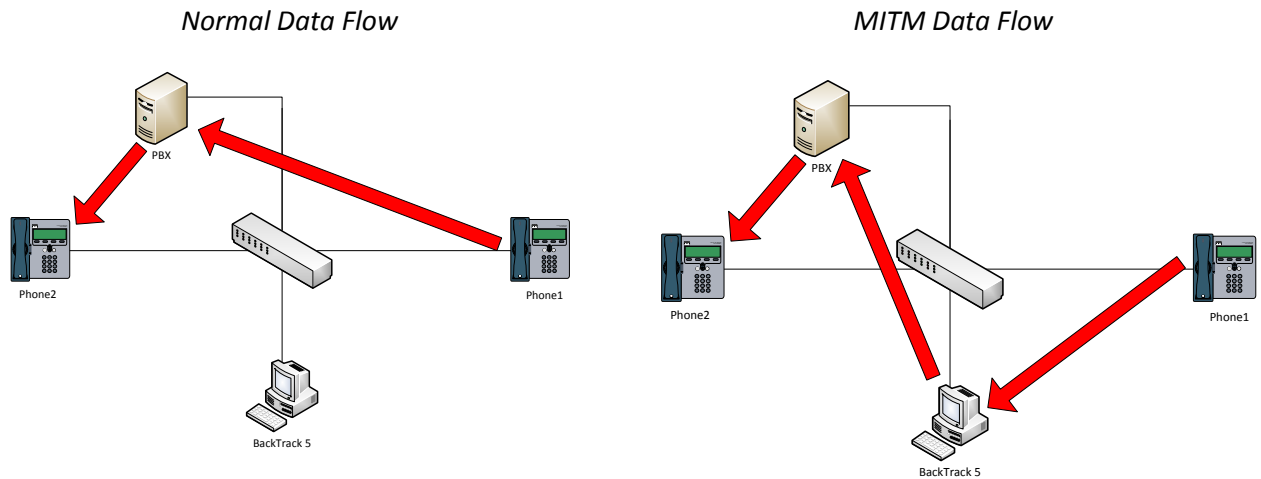 Normal Data Flow
PBX
Phone2
Phone1
BackTrack 5
MITM Data Flow
PBX
Phone2
Phone1
BackTrack 5